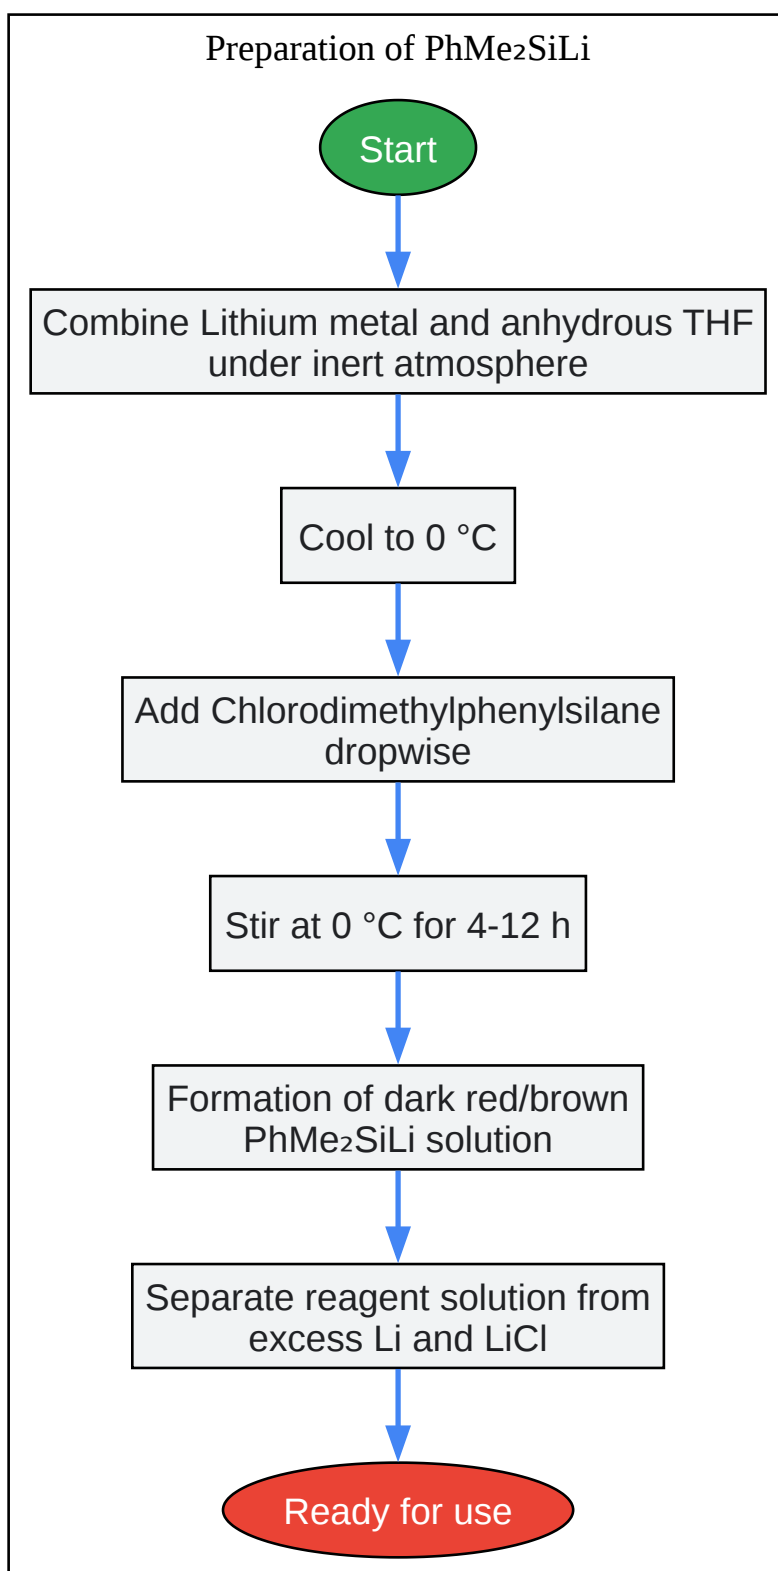 Preparation of PhMe₂SiLi
Start
Combine Lithium metal and anhydrous THF
under inert atmosphere
Cool to 0 °C
Add Chlorodimethylphenylsilane
dropwise
Stir at 0 °C for 4-12 h
Formation of dark red/brown
PhMe₂SiLi solution
Separate reagent solution from
excess Li and LiCl
Ready for use